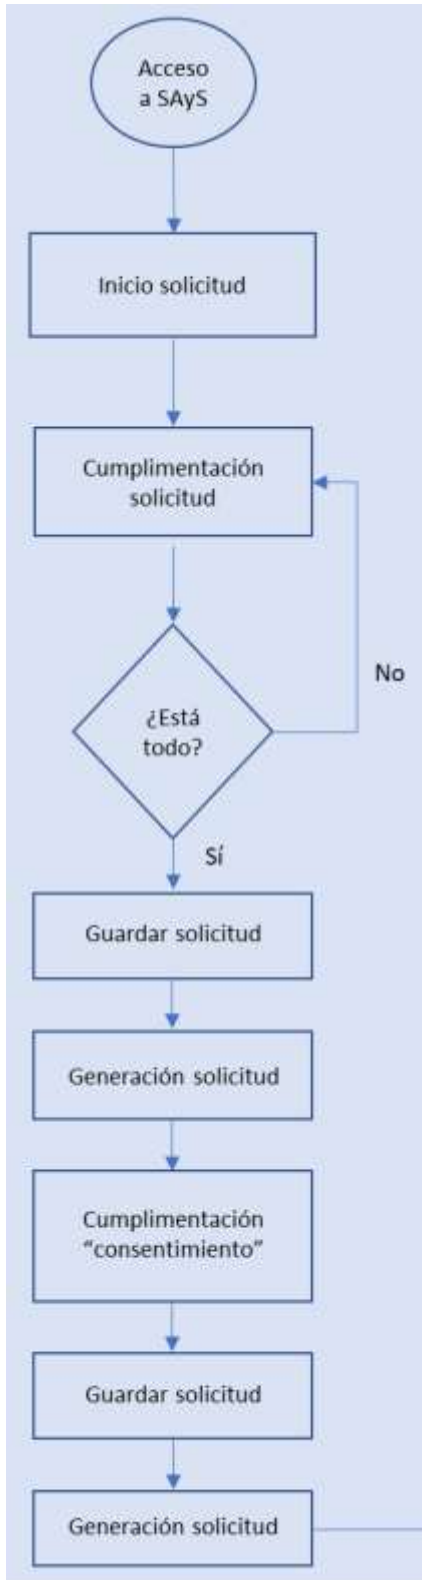 Acceso
a SAyS
Inicio solicitud
Cumplimentación
solicitud
¿Está
todo?
No
Sí
Guardar solicitud
Generación solicitud
Cumplimentación
“consentimiento”
Guardar solicitud
Generación solicitud